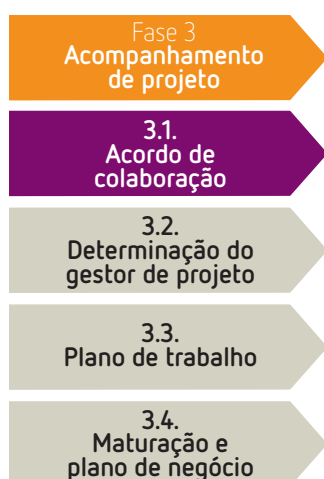 Fase 3
Acompanhamento
de projeto
3.1.
Acordo de
colaboração
3.2.
Determinação do
gestor de projeto
3.3.
Plano de trabalho
3.4.
Maturação e
plano de negócio